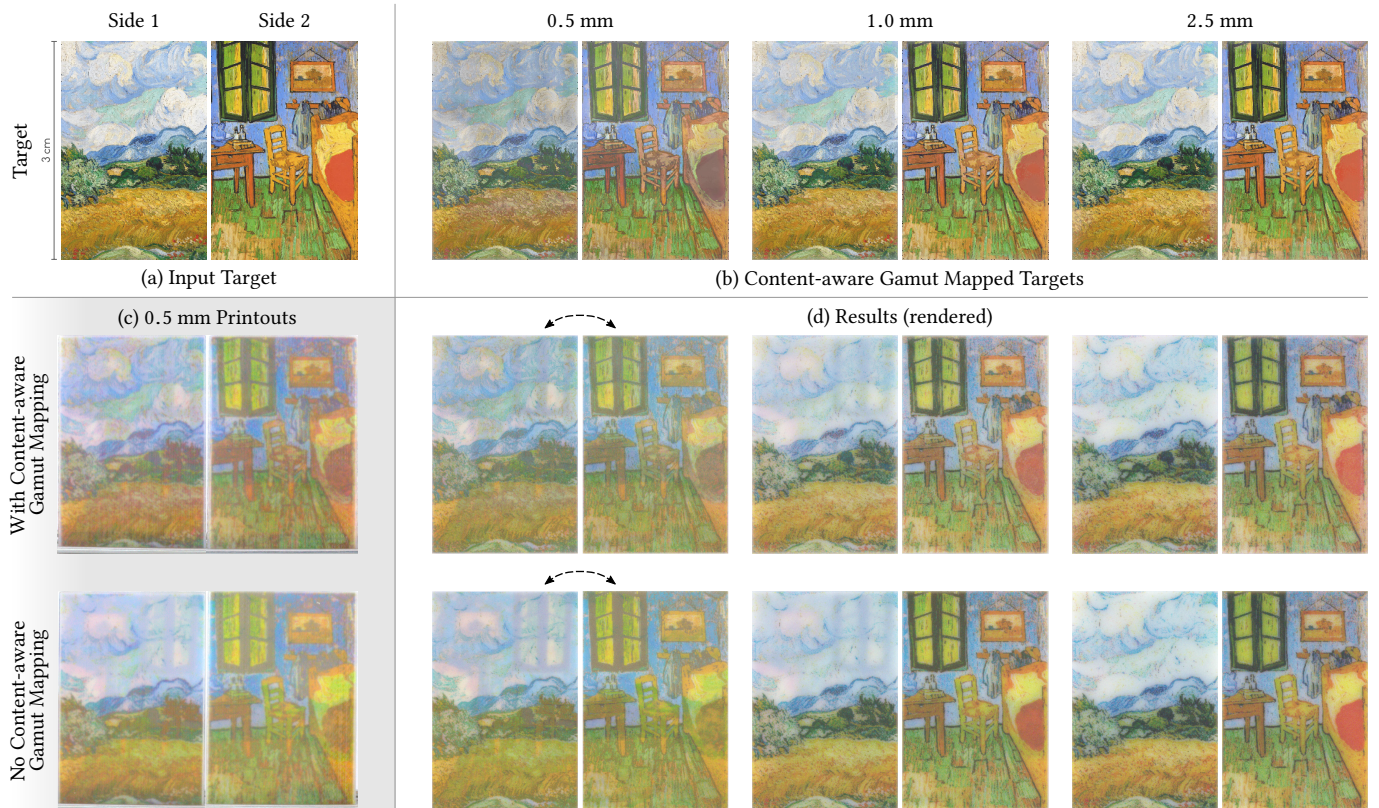 Side 1
Side 2
0.5 mm
1.0 mm
2.5 mm
Target
3 cm
(a) Input Target
(b) Content-aware Gamut Mapped Targets
(c) 0.5 mm Printouts
(d) Results (rendered)
With Content-aware
Gamut Mapping
No Content-aware
Gamut Mapping